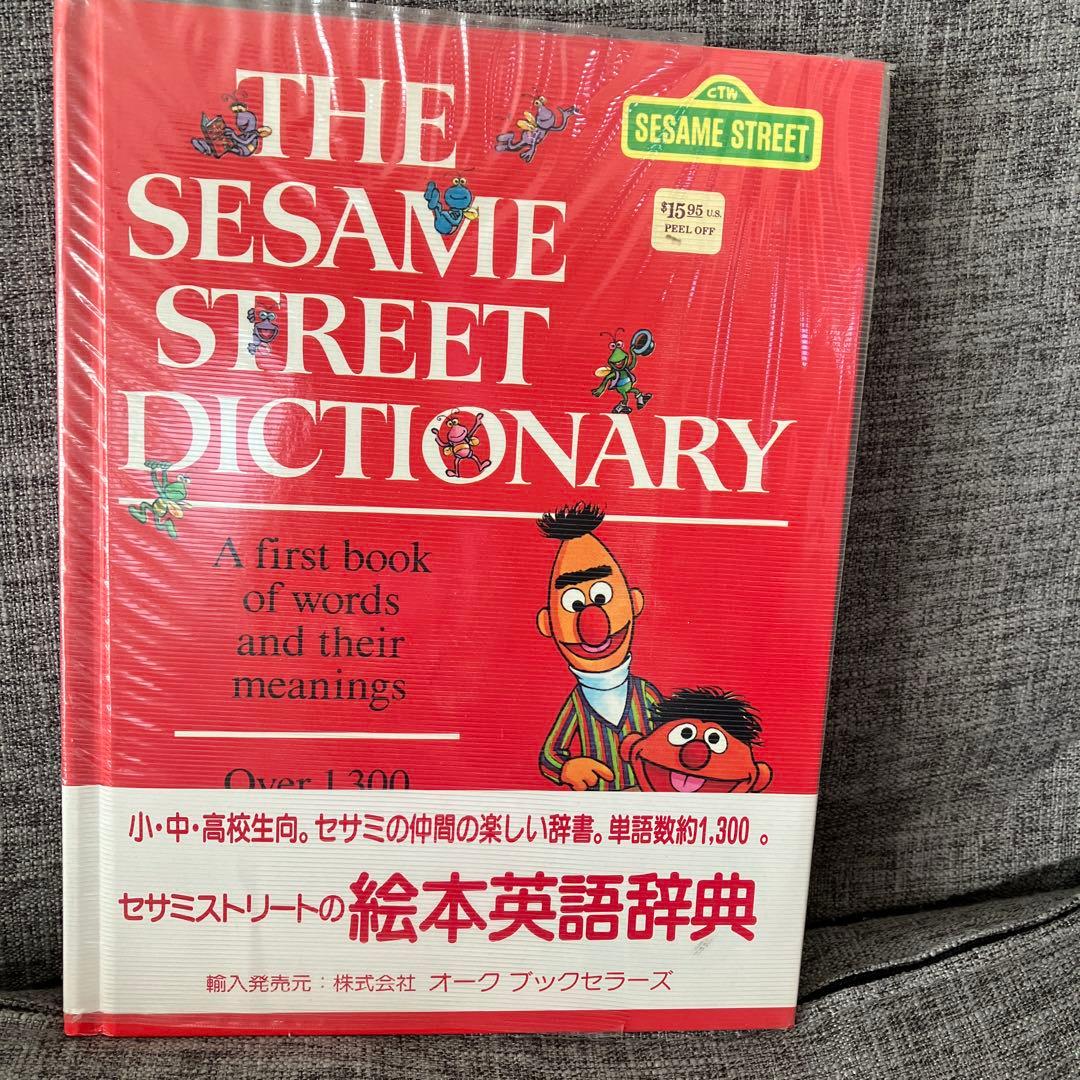 THE
SESAME
STREET
DICTIONARY
CTW
SESAME STREET
$15.95 U.S.
PEEL OFF
A first book
of words
and their
meanings
Over 1,300
小・中・高校生向。セサミの仲間の楽しい辞書。単語数約1,300 。
セサミストリートの絵本英語辞典
輸入発売元：株式会社 オーク ブックセラーズ